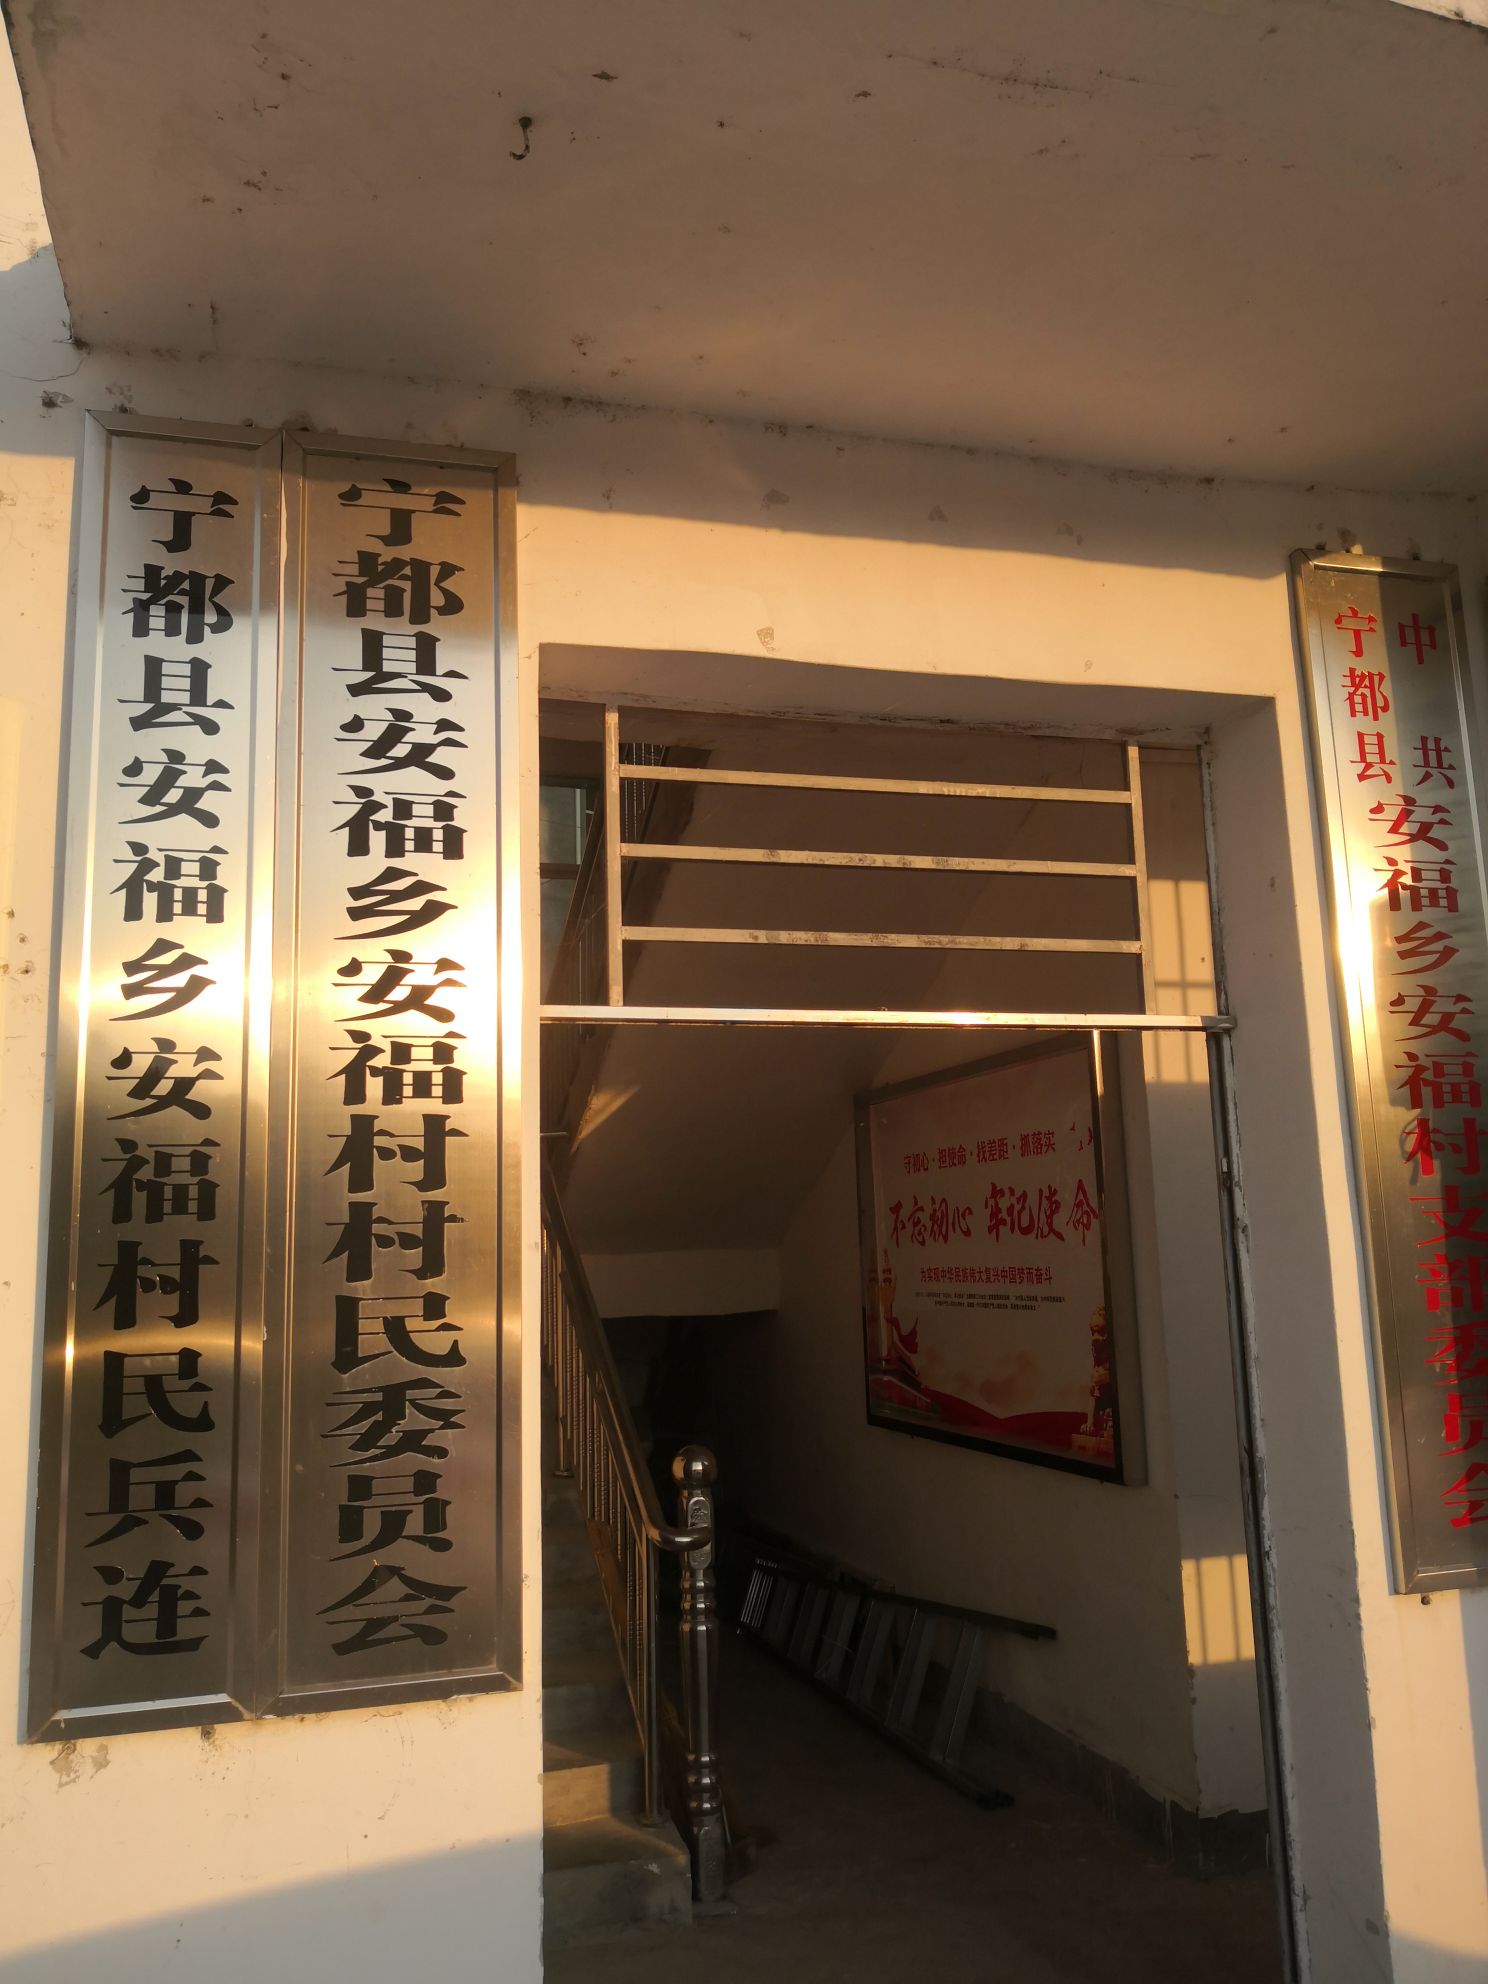 宁都县安福乡安福村民兵连
宁都县安福乡安福村村民委员会
中共
宁都县
安福乡安福村支部委员会
守初心·担使命·找差距·抓落实
不忘初心 牢记使命
为实现中华民族伟大复兴中国梦而奋斗